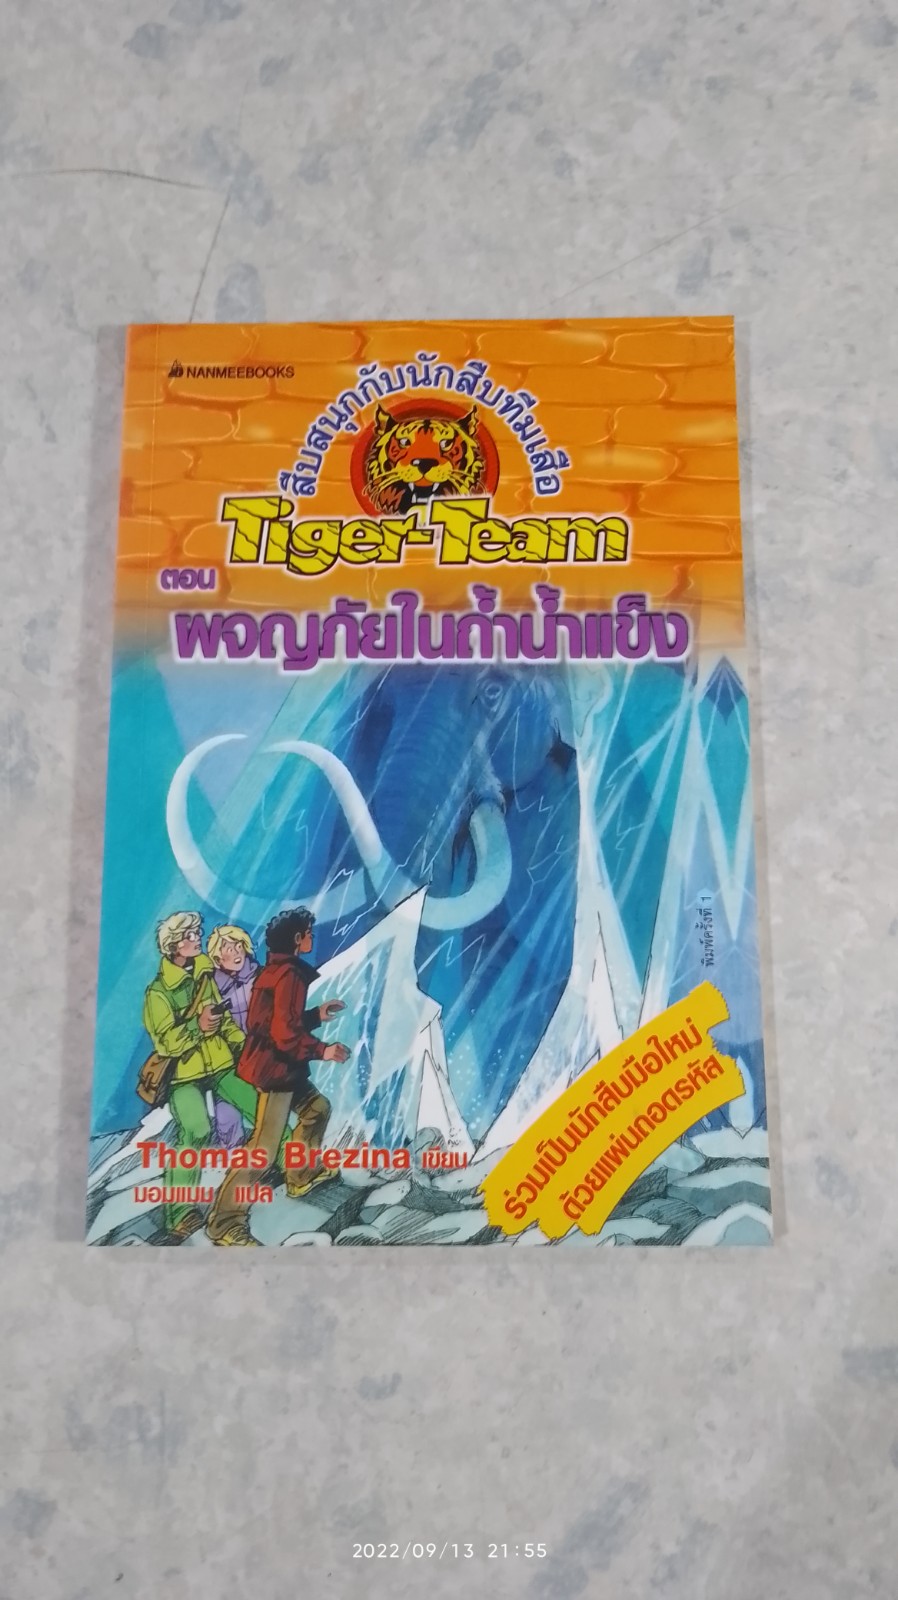 NANMEEBOOKS
สืบสนุกกับนักสืบทีมเสือ
Tiger-Team
ตอน
ผจญภัยในถ้ำน้ำแข็ง
พิมพ์ครั้งที่ 1
ร่วมเป็นนักสืบมือใหม่
ด้วยแผ่นถอดรหัส
Thomas Brezina เขียน
มอมแมม แปล
2022/09/13 21:55